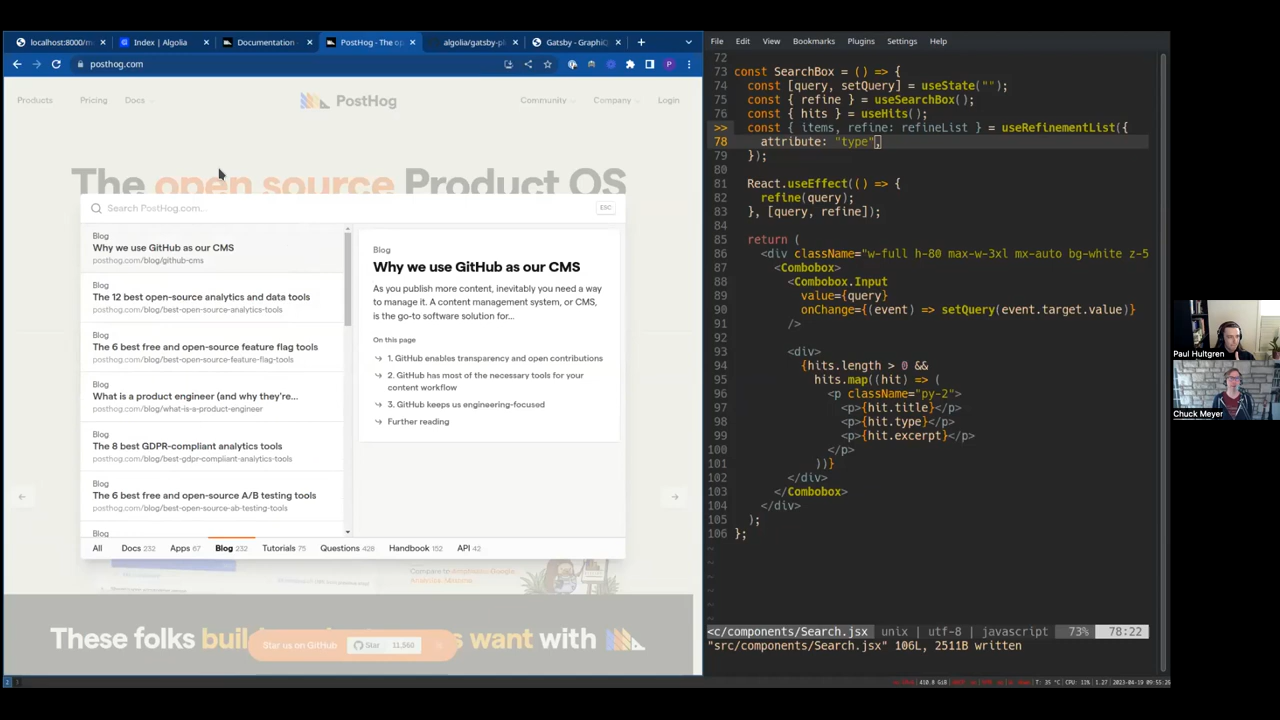 localhost:8000/m
Index | Algolia
Documentation
PostHog - The o
algolia/gatsby-pl
Gatsby - GraphiQ
posthog.com
Products
Pricing
Docs
PostHog
Community
Company
Login
The open source Product OS
Search PostHog.com...
ESC
Blog
Why we use GitHub as our CMS
posthog.com/blog/github-cms
Blog
The 12 best open-source analytics and data tools
posthog.com/blog/best-open-source-analytics-tools
Blog
The 6 best free and open-source feature flag tools
posthog.com/blog/best-open-source-feature-flag-tools
Blog
What is a product engineer (and why they're...
posthog.com/blog/what-is-a-product-engineer
Blog
The 8 best GDPR-compliant analytics tools
posthog.com/blog/best-gdpr-compliant-analytics-tools
Blog
The 6 best free and open-source A/B testing tools
posthog.com/blog/best-open-source-ab-testing-tools
Blog
Blog
Why we use GitHub as our CMS
As you publish more content, inevitably you need a way
to manage it. A content management system, or CMS,
is the go-to software solution for...
On this page
1. GitHub enables transparency and open contributions
2. GitHub has most of the necessary tools for your
content workflow
3. GitHub keeps us engineering-focused
Further reading
All
Docs 232
Apps 67
Blog 232
Tutorials 75
Questions 428
Handbook 152
API 42
These folks
want with
Star us on GitHub
Star
11,560
File
Edit
View
Bookmarks
Plugins
Settings
Help
72
73 const SearchBox = () => {
74 const [query, setQuery] = useState("");
75 const { refine } = useSearchBox();
76 const { hits } = useHits();
>> const { items, refine: refineList } = useRefinementList({
78 attribute: "type",
79 });
80
81 React.useEffect(() => {
82 refine(query);
83 }, [query, refine]);
84
85 return (
86 <div className="w-full h-80 max-w-3xl mx-auto bg-white z-5
87 <Combobox>
88 <Combobox.Input
89 value={query}
90 onChange={(event) => setQuery(event.target.value)}
91 />
92
93 <div>
94 {hits.length > 0 &&
95 hits.map((hit) => (
96 <p className="py-2">
97 <p>{hit.title}</p>
98 <p>{hit.type}</p>
99 <p>{hit.excerpt}</p>
100 </p>
101 ))}
102 </div>
103 </Combobox>
104 </div>
105 );
106 };
<c/components/Search.jsx
unix | utf-8 | javascript
73%
78:22
"src/components/Search.jsx" 106L, 2511B written
Paul Hultgren
Chuck Meyer